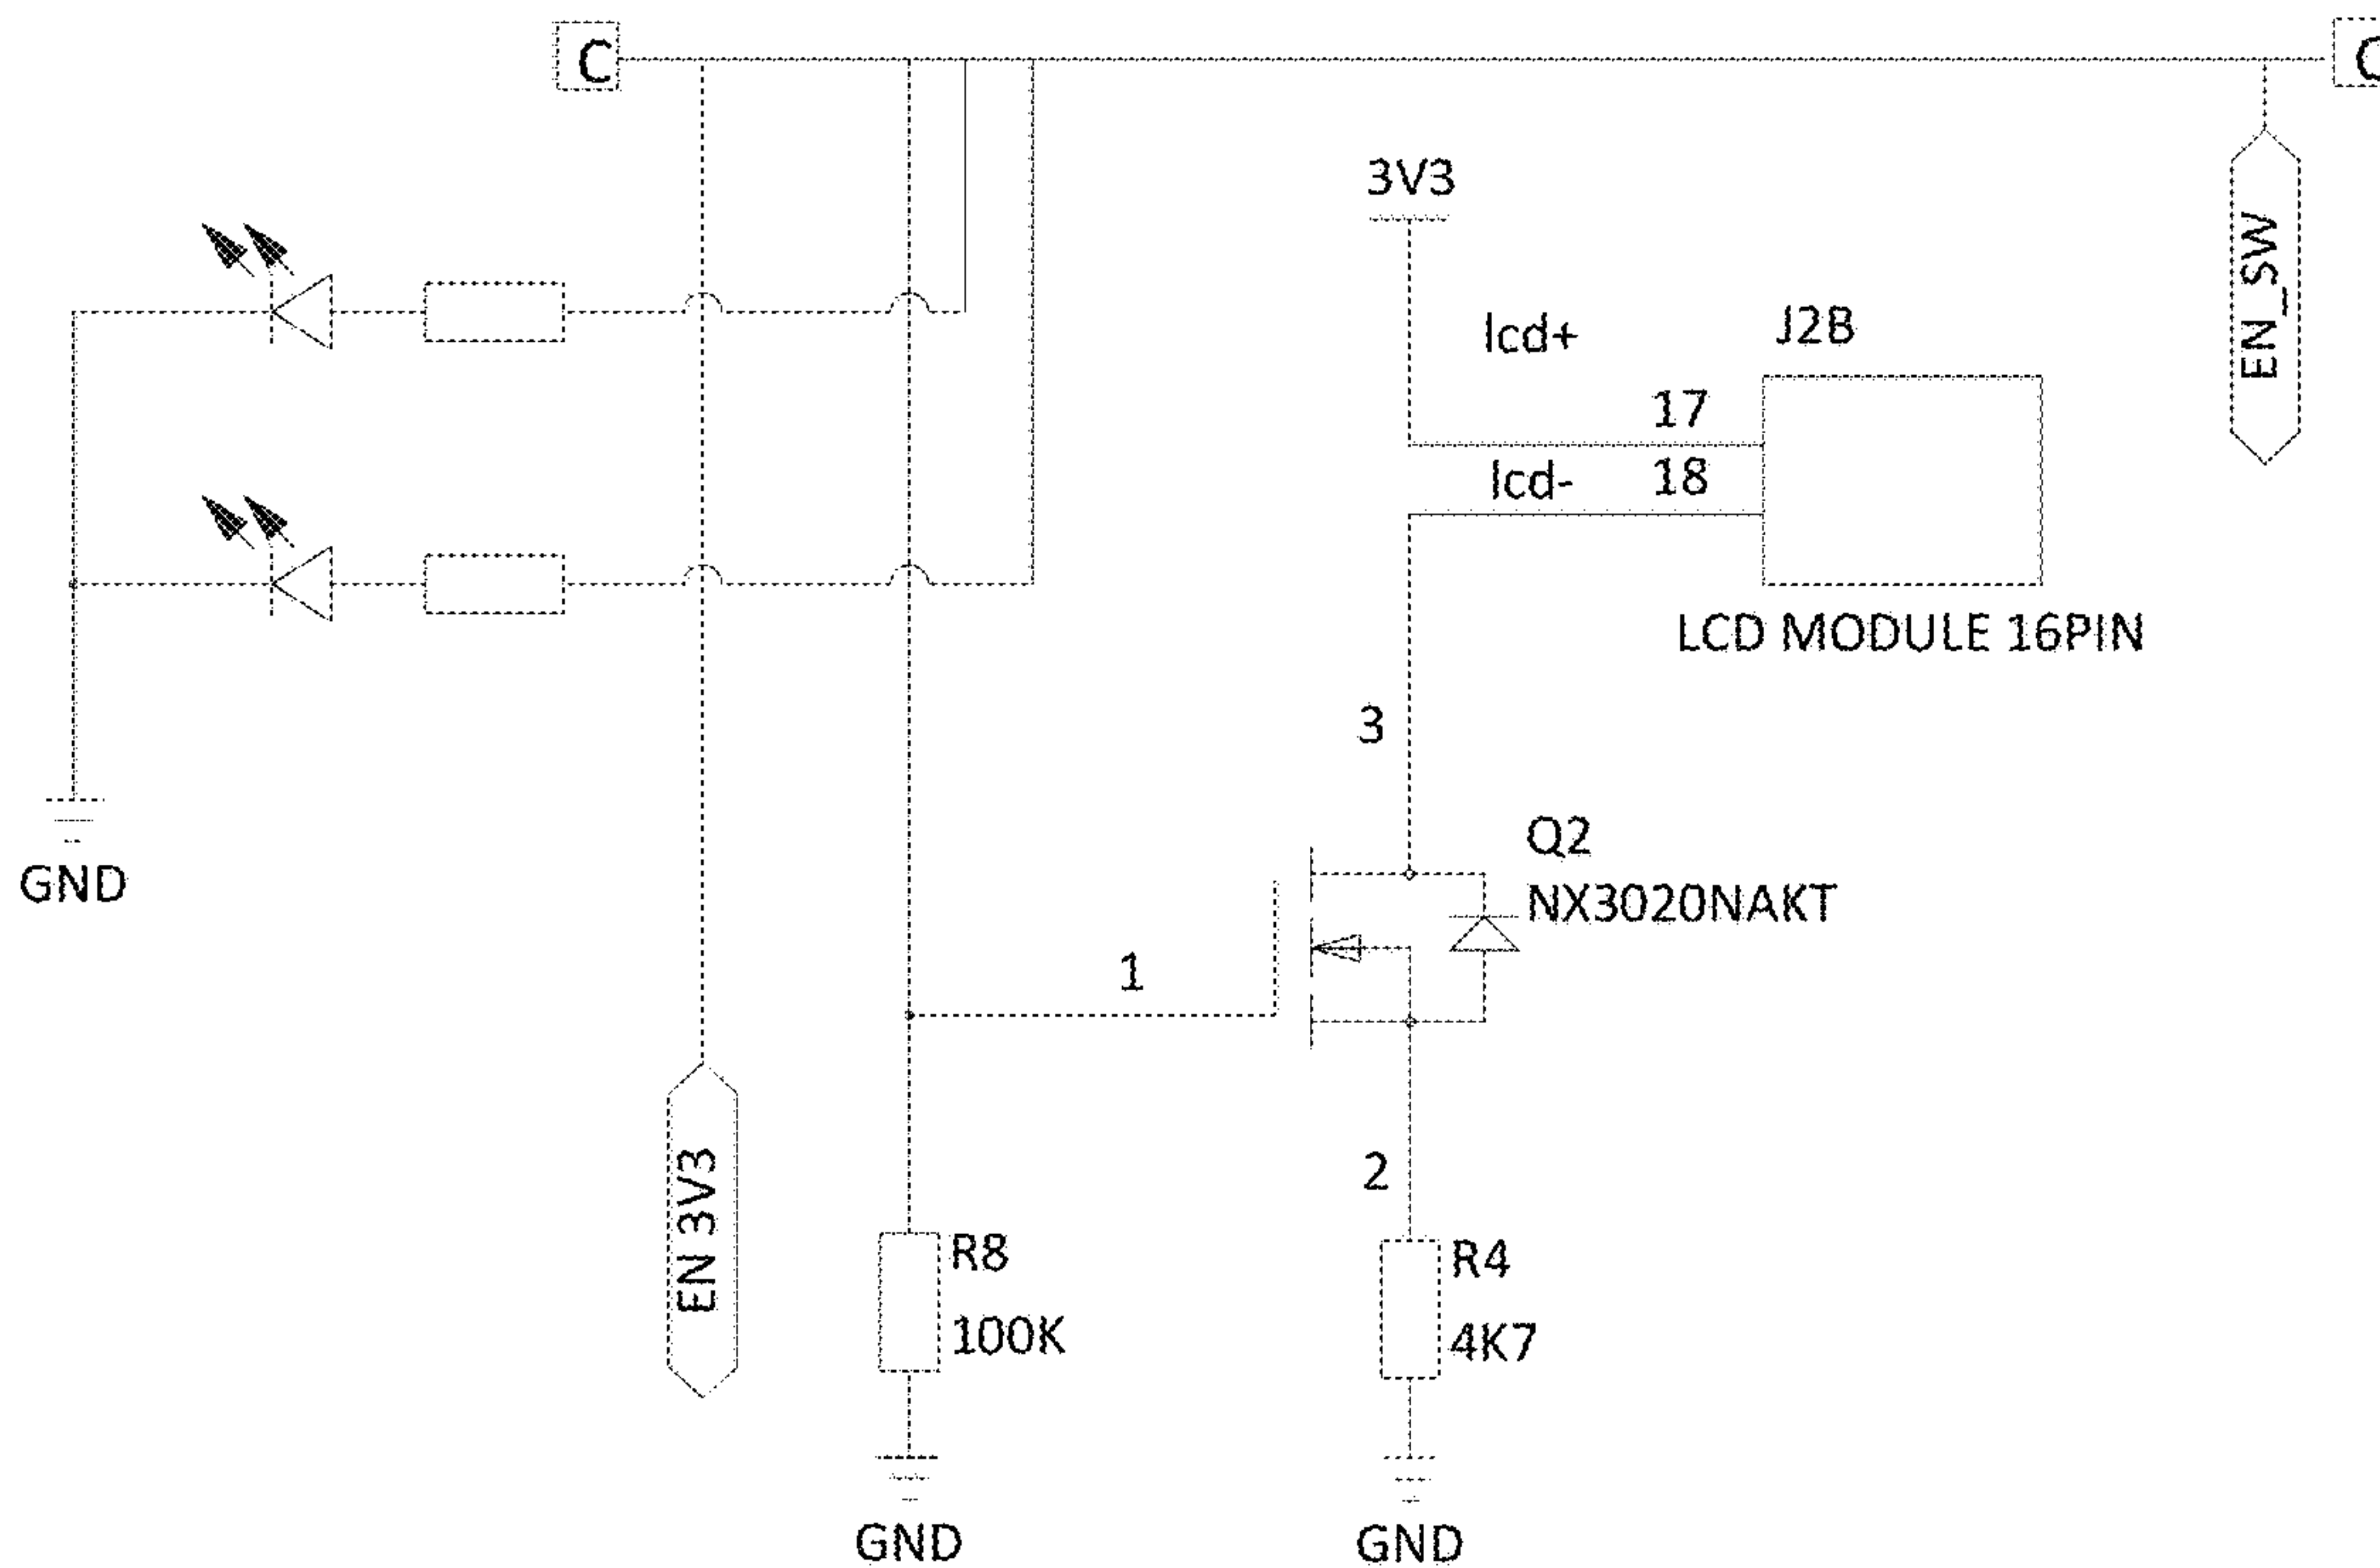 C
C
3V3
EN_SW
lcd+
J2B
17
lcd-
18
LCD MODULE 16PIN
3
Q2
NX3020NAKT
GND
1
2
EN 3V3
R8
100K
R4
4K7
GND
GND